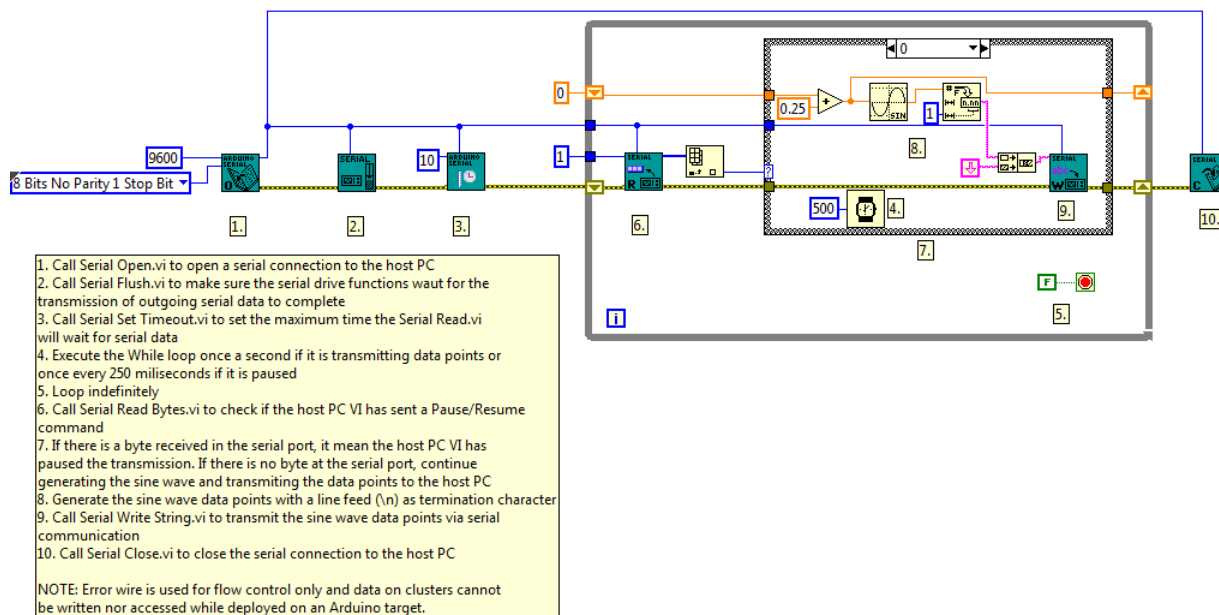 0
0
0.25
+
SIN
#
F
0.00
1
8.
9600
8 Bits No Parity 1 Stop Bit
ARDUINO
SERIAL
O
1.
SERIAL
2.
10
ARDUINO
SERIAL
3.
1
SERIAL
R
6.
?
500
4.
7.
SERIAL
abc
W
9.
SERIAL
C
10.
F
5.
i
1. Call Serial Open.vi to open a serial connection to the host PC
2. Call Serial Flush.vi to make sure the serial drive functions waut for the
transmission of outgoing serial data to complete
3. Call Serial Set Timeout.vi to set the maximum time the Serial Read.vi
will wait for serial data
4. Execute the While loop once a second if it is transmitting data points or
once every 250 miliseconds if it is paused
5. Loop indefinitely
6. Call Serial Read Bytes.vi to check if the host PC VI has sent a Pause/Resume
command
7. If there is a byte received in the serial port, it mean the host PC VI has
paused the transmission. If there is no byte at the serial port, continue
generating the sine wave and transmiting the data points to the host PC
8. Generate the sine wave data points with a line feed (\n) as termination character
9. Call Serial Write String.vi to transmit the sine wave data points via serial
communication
10. Call Serial Close.vi to close the serial connection to the host PC
NOTE: Error wire is used for flow control only and data on clusters cannot
be written nor accessed while deployed on an Arduino target.